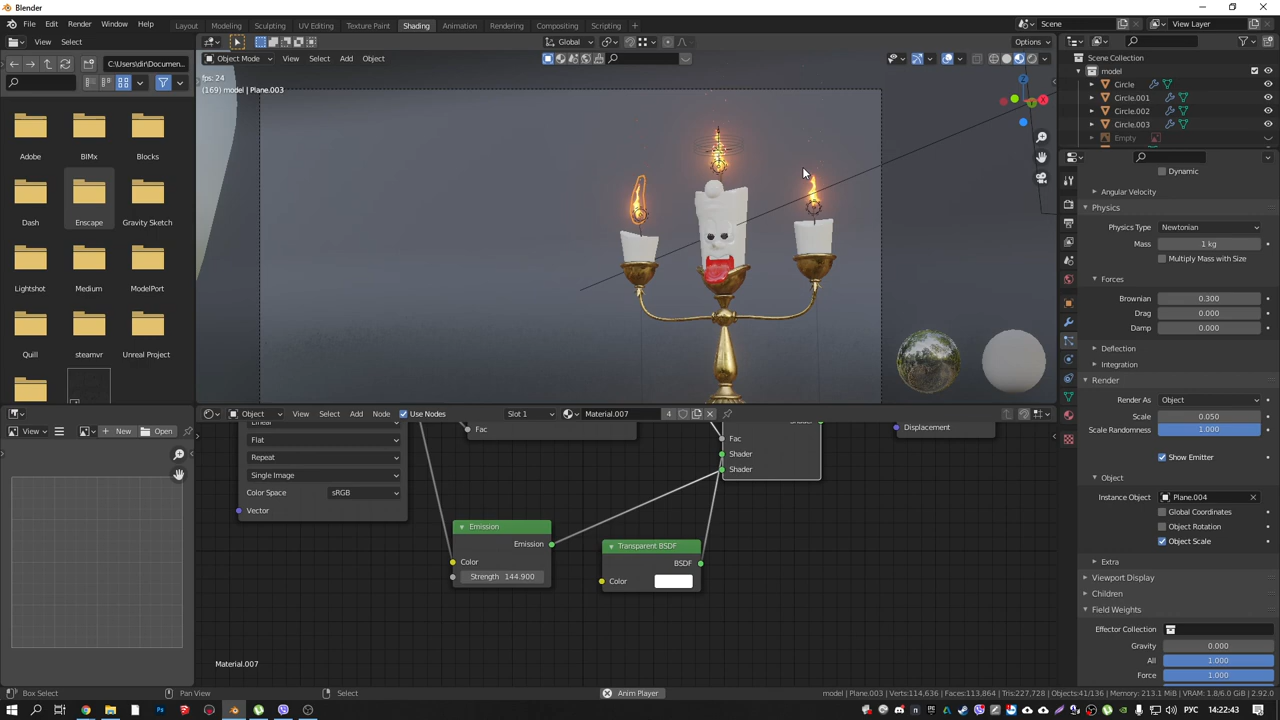 Blender
File Edit Render Window Help
Layout Modeling Sculpting UV Editing Texture Paint Shading Animation Rendering Compositing Scripting
Scene View Layer
View Select Global Options
C:\Users\dir\Documen...
Object Mode View Select Add Object
Scene Collection
model
Circle
Circle.001
Circle.002
Circle.003
Empty
fps: 24
(169) model | Plane.003
Adobe BIMx Blocks
Dash Enscape Gravity Sketch
Lightshot Medium ModelPort
Quill steamvr Unreal Project
Dynamic
Angular Velocity
Physics
Physics Type Newtonian
Mass 1 kg
Multiply Mass with Size
Forces
Brownian 0.300
Drag 0.000
Damp 0.000
Deflection
Integration
Render
Render As Object
Scale 0.050
Scale Randomness 1.000
Show Emitter
Object
Instance Object Plane.004
Global Coordinates
Object Rotation
Object Scale
Extra
Viewport Display
Children
Field Weights
Effector Collection
Gravity 0.000
All 1.000
Force 1.000
View New Open
Object View Select Add Node Use Nodes Slot 1 Material.007 4
Linear
Flat
Repeat
Single Image
Color Space sRGB
Vector
Fac
Shader
Fac
Shader
Shader
Displacement
Emission
Emission
Color
Strength 144.900
Transparent BSDF
BSDF
Color
Material.007
Box Select Pan View Select Anim Player model | Plane.003 | Verts:114,636 | Faces:113,864 | Tris:227,728 | Objects:41/136 | Memory: 213.1 MiB | VRAM: 1.8/6.0 GiB | 2.92.0
РУС 14:22:43